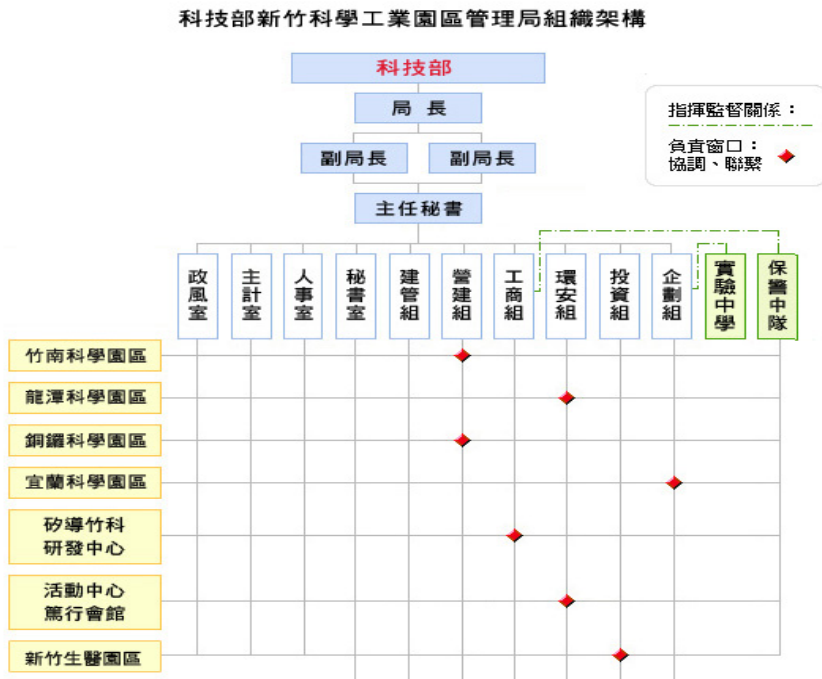 科技部新竹科學工業園區管理局組織架構
科技部
局長
副局長
副局長
主任秘書
指揮監督關係：
負責窗口：
協調、聯繫
政風室
主計室
人事室
秘書室
建管組
營建組
工商組
環安組
投資組
企劃組
實驗中學
保警中隊
竹南科學園區
龍潭科學園區
銅鑼科學園區
宜蘭科學園區
矽導竹科
研發中心
活動中心
篤行會館
新竹生醫園區